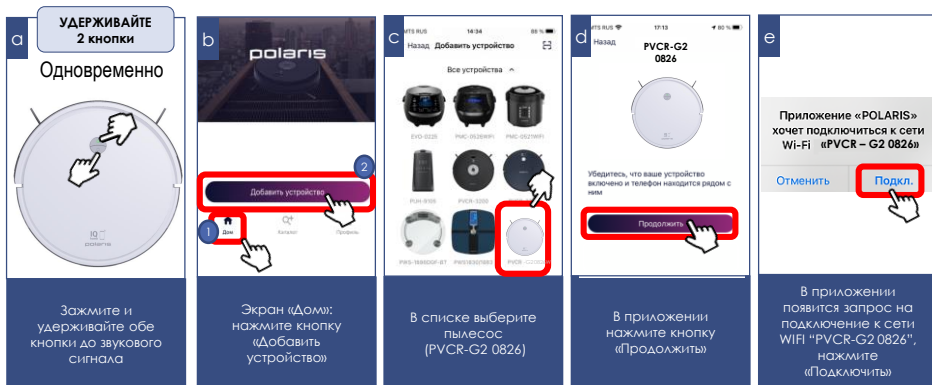 a
УДЕРЖИВАЙТЕ
2 кнопки
Одновременно
IQ
polaris
Зажмите и
удерживайте обе
кнопки до звукового
сигнала
b
polaris
2
Добавить устройство
1
Дом
Каталог
Профиль
Экран «Дом»:
нажмите кнопку
«Добавить
устройство»
c
MTS RUS 14:34 88 %
Назад Добавить устройство
Все устройства
EVO-0225 PMC-0526WIFI PMC-0521WIFI
PUH-9105 PVCR-3200
PWS-1886DGF-BT PWS1830/1883 PVCR
В списке выберите
пылесос
(PVCR-G2 0826)
d
MTS RUS 17:13 80 %
Назад
PVCR-G2
0826
Убедитесь, что ваше устройство
включено и телефон находится рядом с
ним
Продолжить
В приложении
нажмите кнопку
«Продолжить»
e
Приложение «POLARIS»
хочет подключиться к сети
Wi-Fi «PVCR – G2 0826»
Отменить Подкл.
В приложении
появится запрос на
подключение к сети
WIFI “PVCR-G2 0826”,
нажмите
«Подключить»